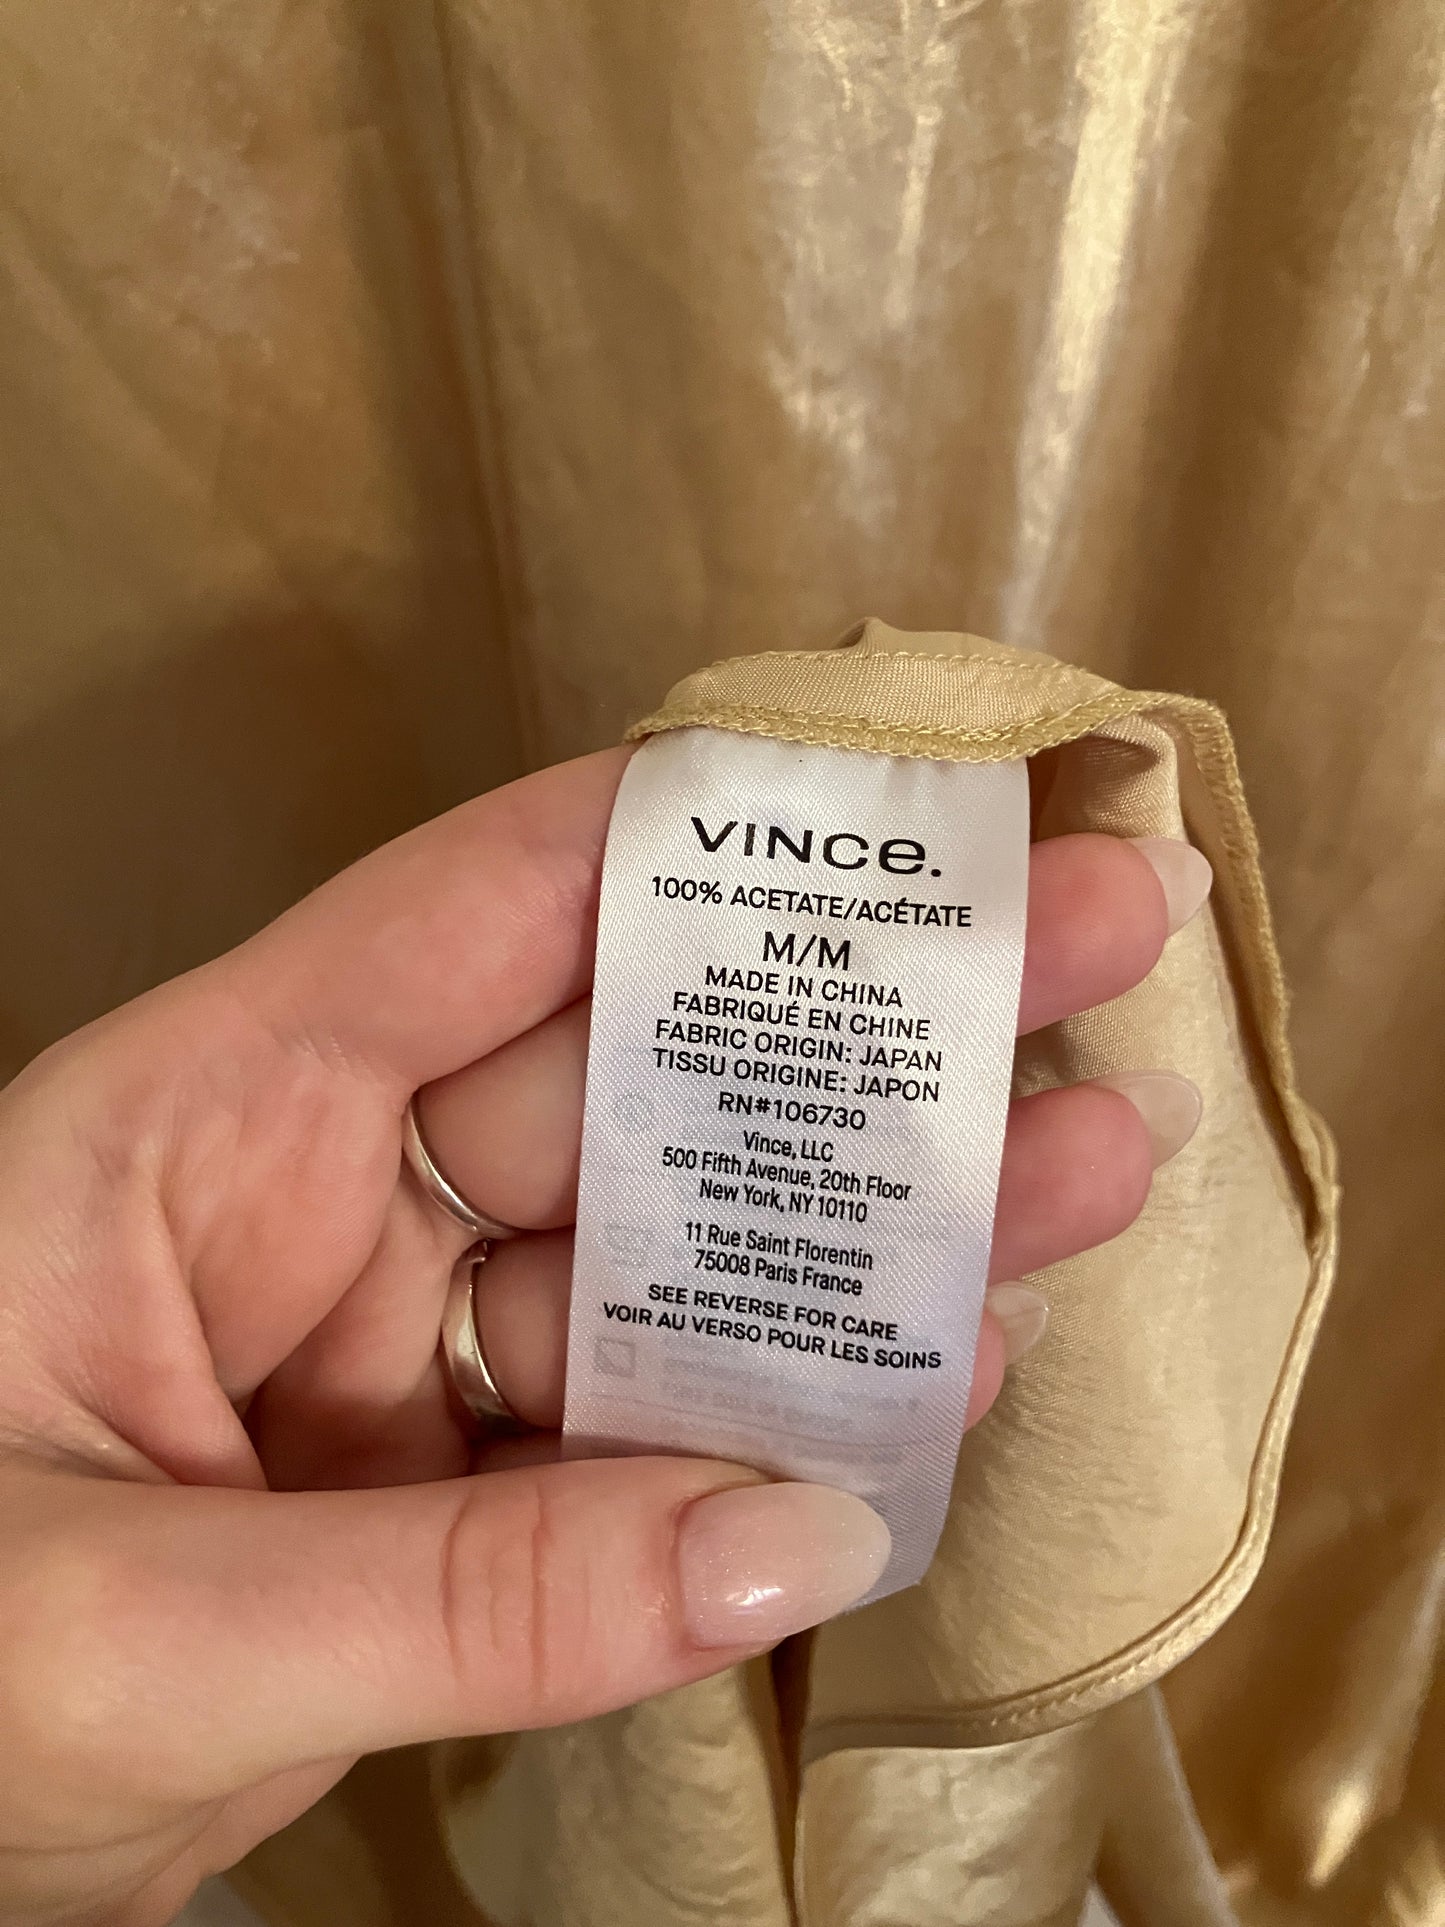 VINCE.
100% ACETATE/ACÉTATE
M/M
MADE IN CHINA
FABRIQUÉ EN CHINE
FABRIC ORIGIN: JAPAN
TISSU ORIGINE: JAPON
RN#106730
Vince, LLC
500 Fifth Avenue, 20th Floor
New York, NY 10110
11 Rue Saint Florentin
75008 Paris France
SEE REVERSE FOR CARE
VOIR AU VERSO POUR LES SOINS